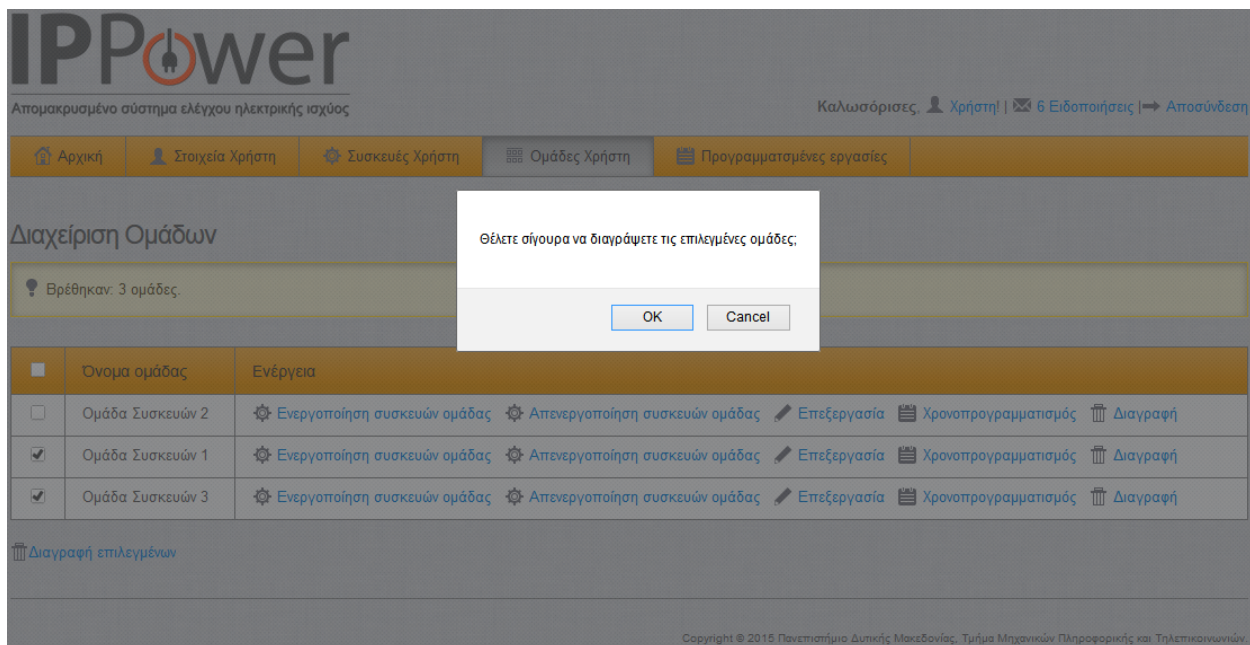 IPPower
Απομακρυσμένο σύστημα ελέγχου ηλεκτρικής ισχύος
Καλωσόρισες, Χρήστη! | 6 Ειδοποιήσεις | Αποσύνδεση
Αρχική Στοιχεία Χρήστη Συσκευές Χρήστη Ομάδες Χρήστη Προγραμματσμένες εργασίες
Διαχείριση Ομάδων
Θέλετε σίγουρα να διαγράψετε τις επιλεγμένες ομάδες;
Βρέθηκαν: 3 ομάδες.
OK Cancel
Όνομα ομάδας Ενέργεια
Ομάδα Συσκευών 2 Ενεργοποίηση συσκευών ομάδας Απενεργοποίηση συσκευών ομάδας Επεξεργασία Χρονοπρογραμματισμός Διαγραφή
Ομάδα Συσκευών 1 Ενεργοποίηση συσκευών ομάδας Απενεργοποίηση συσκευών ομάδας Επεξεργασία Χρονοπρογραμματισμός Διαγραφή
Ομάδα Συσκευών 3 Ενεργοποίηση συσκευών ομάδας Απενεργοποίηση συσκευών ομάδας Επεξεργασία Χρονοπρογραμματισμός Διαγραφή
Διαγραφή επιλεγμένων
Copyright © 2015 Πανεπιστήμιο Δυτικής Μακεδονίας, Τμήμα Μηχανικών Πληροφορικής και Τηλεπικοινωνιών.